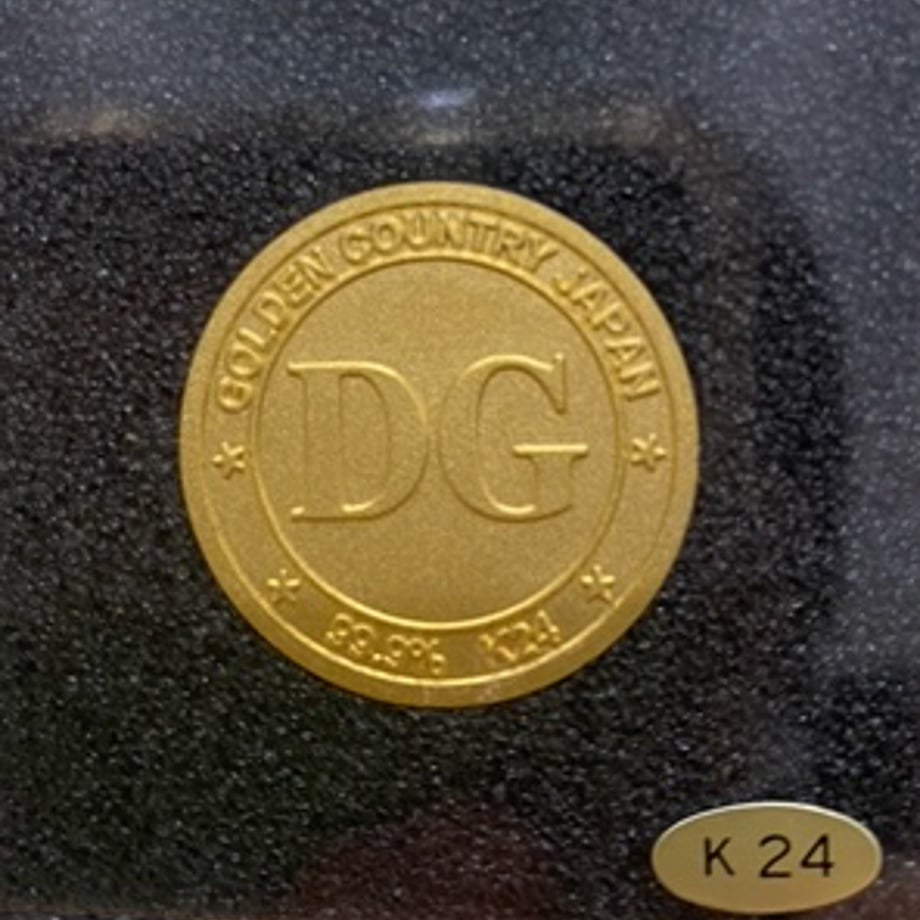 GOLDEN COUNTRY JAPAN
DG
99.9% K24
K 24